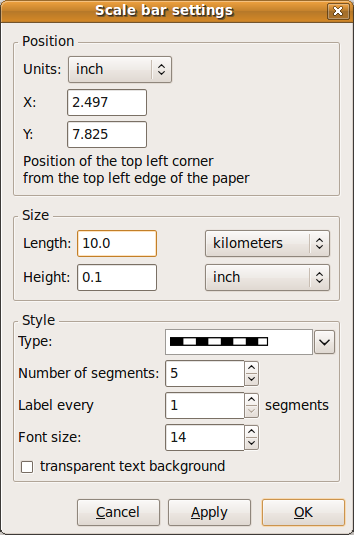 Scale bar settings
Position
Units: inch
X: 2.497
Y: 7.825
Position of the top left corner
from the top left edge of the paper
Size
Length: 10.0 kilometers
Height: 0.1 inch
Style
Type:
Number of segments: 5
Label every 1 segments
Font size: 14
transparent text background
Cancel Apply OK